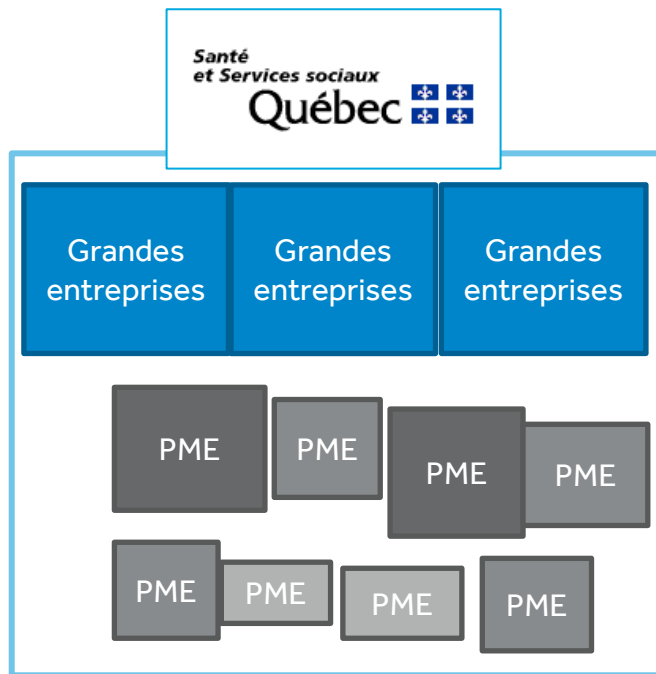 Santé
et Services sociaux
Québec
Grandes
entreprises
Grandes
entreprises
Grandes
entreprises
PME
PME
PME
PME
PME
PME
PME
PME